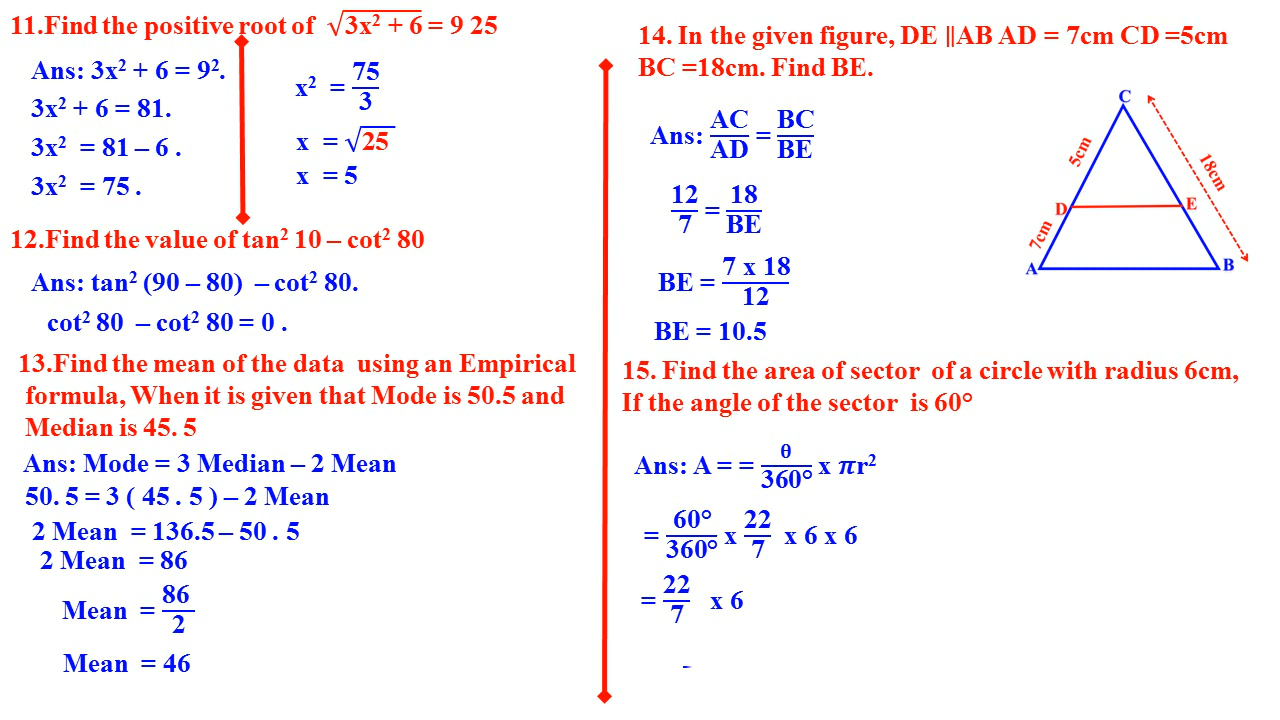 11.Find the positive root of √3x² + 6 = 9 25
Ans: 3x² + 6 = 9².
3x² + 6 = 81.
3x² = 81 – 6 .
3x² = 75 .
x² = 75/3
x = √25
x = 5
12.Find the value of tan² 10 – cot² 80
Ans: tan² (90 – 80) – cot² 80.
cot² 80 – cot² 80 = 0 .
13.Find the mean of the data using an Empirical
formula, When it is given that Mode is 50.5 and
Median is 45. 5
Ans: Mode = 3 Median – 2 Mean
50. 5 = 3 ( 45 . 5 ) – 2 Mean
2 Mean = 136.5 – 50 . 5
2 Mean = 86
Mean = 86/2
Mean = 46
14. In the given figure, DE ||AB AD = 7cm CD =5cm
BC =18cm. Find BE.
Ans: AC/AD = BC/BE
12/7 = 18/BE
BE = 7 x 18/12
BE = 10.5
C
5cm
18cm
D
E
7cm
A
B
15. Find the area of sector of a circle with radius 6cm,
If the angle of the sector is 60°
Ans: A = = θ/360° x πr²
= 60°/360° x 22/7 x 6 x 6
= 22/7 x 6